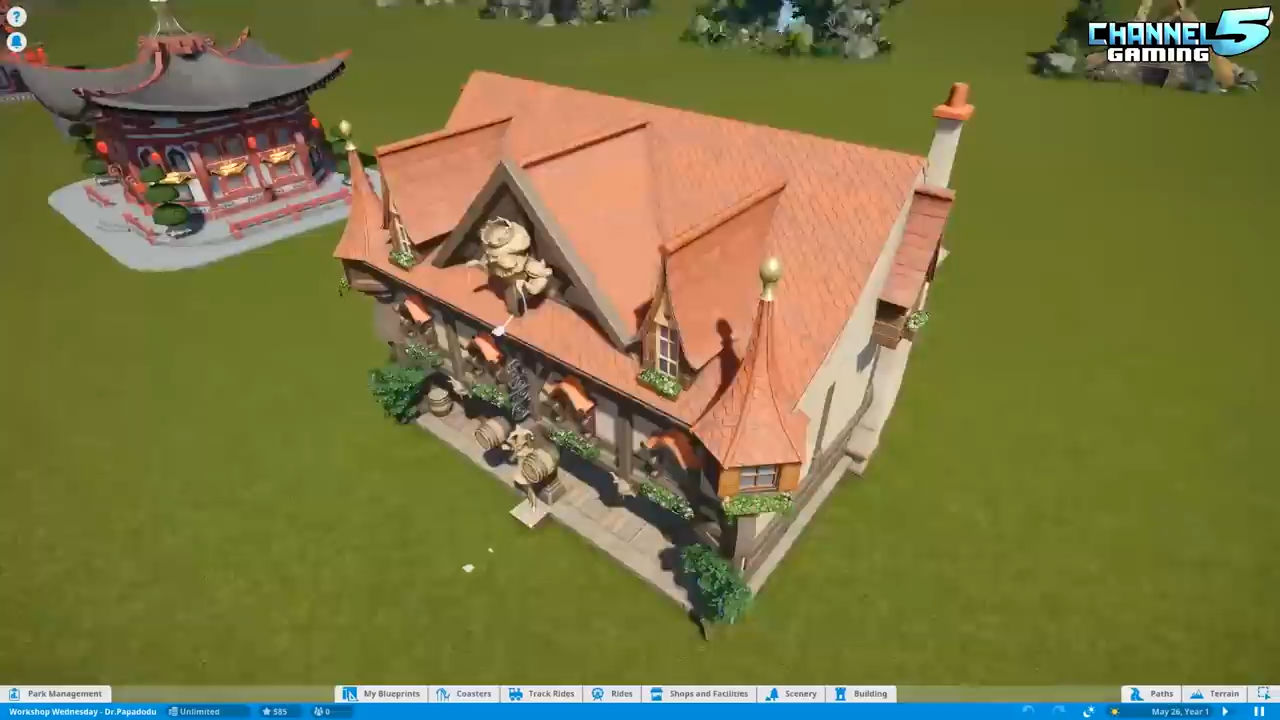 ?
CHANNEL 5
GAMING
Park Management
My Blueprints
Coasters
Track Rides
Rides
Shops and Facilities
Scenery
Building
Paths
Terrain
Workshop Wednesday - Dr.Papadodu
Unlimited
585
0
May 26, Year 1